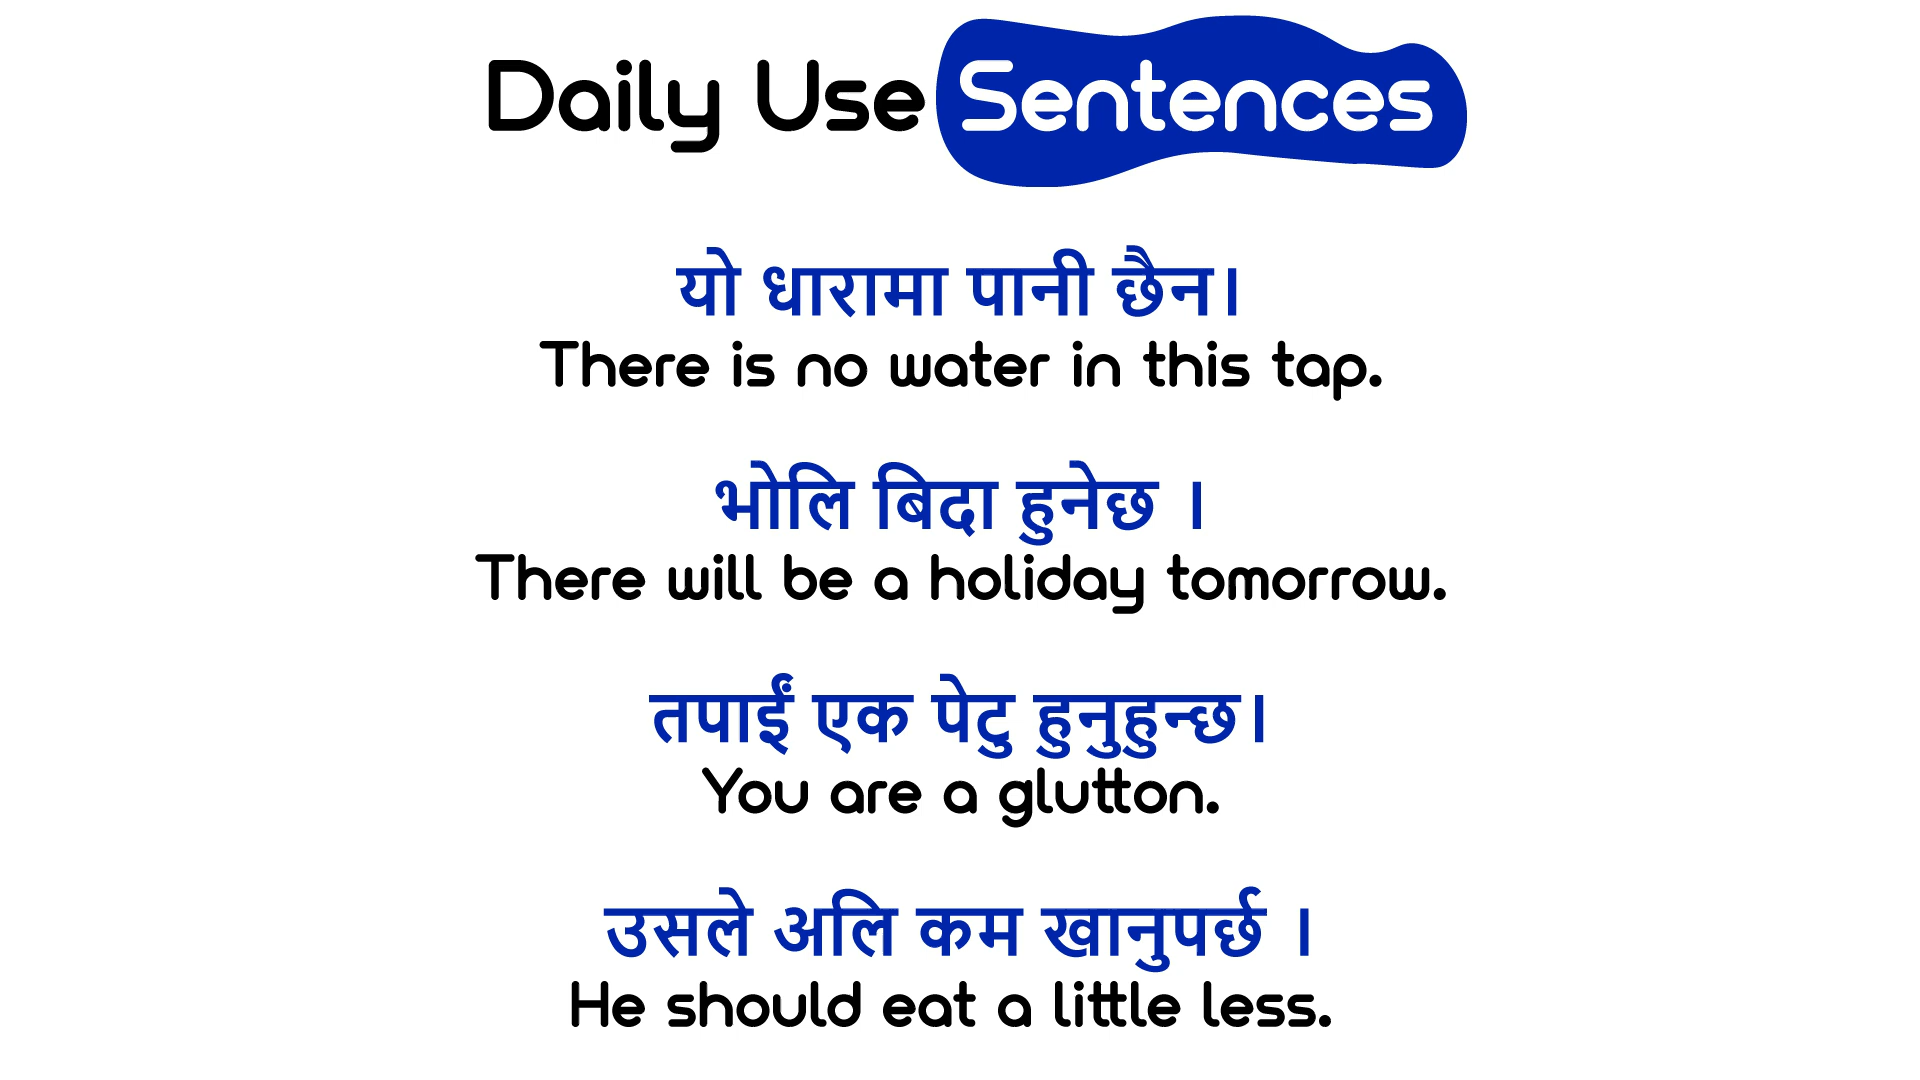 Daily Use Sentences
यो धारामा पानी छैन।
There is no water in this tap.
भोलि बिदा हुनेछ ।
There will be a holiday tomorrow.
तपाईं एक पेटु हुनुहुन्छ।
You are a glutton.
उसले अलि कम खानुपर्छ ।
He should eat a little less.